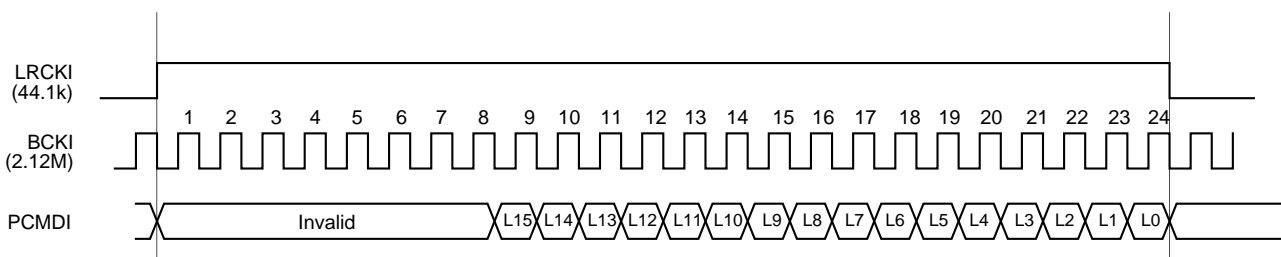 LRCKI
(44.1k)
1 2 3 4 5 6 7 8 9 10 11 12 13 14 15 16 17 18 19 20 21 22 23 24
BCKI
(2.12M)
PCMDI
Invalid L15 L14 L13 L12 L11 L10 L9 L8 L7 L6 L5 L4 L3 L2 L1 L0